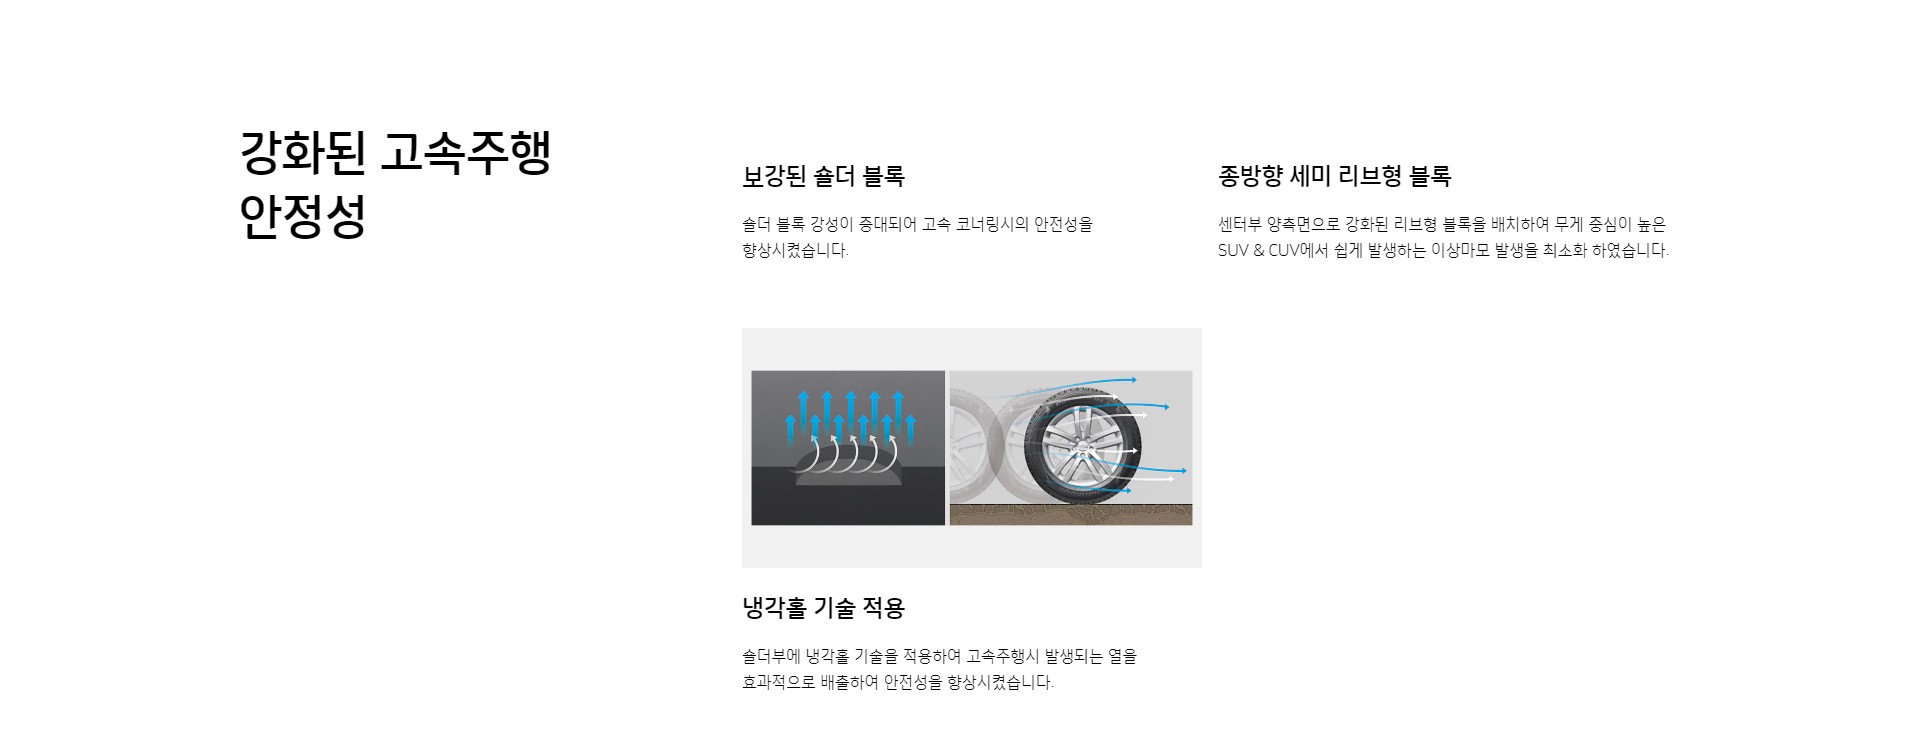 강화된 고속주행
안정성
보강된 숄더 블록
숄더 블록 강성이 증대되어 고속 코너링시의 안전성을
향상시켰습니다.
종방향 세미 리브형 블록
센터부 양측면으로 강화된 리브형 블록을 배치하여 무게 중심이 높은
SUV & CUV에서 쉽게 발생하는 이상마모 발생을 최소화 하였습니다.
냉각홀 기술 적용
숄더부에 냉각홀 기술을 적용하여 고속주행시 발생되는 열을
효과적으로 배출하여 안전성을 향상시켰습니다.